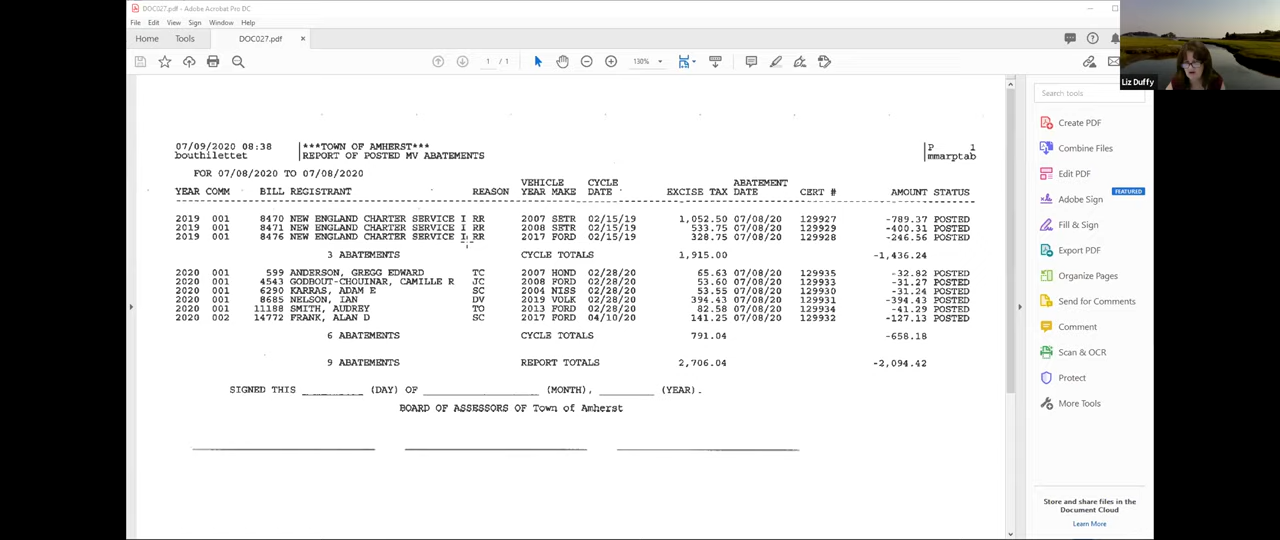 DOC027.pdf - Adobe Acrobat Pro DC
File Edit View Sign Window Help
Home Tools DOC027.pdf ×
1 / 1 130%
Liz Duffy
Search tools
Create PDF
Combine Files
Edit PDF
FEATURED
Adobe Sign
Fill & Sign
Export PDF
Organize Pages
Send for Comments
Comment
Scan & OCR
Protect
More Tools
Store and share files in the
Document Cloud
Learn More
07/09/2020 08:38 |***TOWN OF AMHERST*** |P 1
bouthilettet |REPORT OF POSTED MV ABATEMENTS |mmarptab
FOR 07/08/2020 TO 07/08/2020
VEHICLE CYCLE ABATEMENT
YEAR COMM BILL REGISTRANT REASON YEAR MAKE DATE EXCISE TAX DATE CERT # AMOUNT STATUS
2019 001 8470 NEW ENGLAND CHARTER SERVICE I RR 2007 SETR 02/15/19 1,052.50 07/08/20 129927 -789.37 POSTED
2019 001 8471 NEW ENGLAND CHARTER SERVICE I RR 2008 SETR 02/15/19 533.75 07/08/20 129929 -400.31 POSTED
2019 001 8476 NEW ENGLAND CHARTER SERVICE I RR 2017 FORD 02/15/19 328.75 07/08/20 129928 -246.56 POSTED
3 ABATEMENTS CYCLE TOTALS 1,915.00 -1,436.24
2020 001 599 ANDERSON, GREGG EDWARD TC 2007 HOND 02/28/20 65.63 07/08/20 129935 -32.82 POSTED
2020 001 4543 GODBOUT-CHOUINAR, CAMILLE R JC 2008 FORD 02/28/20 53.60 07/08/20 129933 -31.27 POSTED
2020 001 6290 KARRAS, ADAM E SC 2004 NISS 02/28/20 53.55 07/08/20 129930 -31.24 POSTED
2020 001 8685 NELSON, IAN DV 2019 VOLK 02/28/20 394.43 07/08/20 129931 -394.43 POSTED
2020 001 11188 SMITH, AUDREY TO 2013 FORD 02/28/20 82.58 07/08/20 129934 -41.29 POSTED
2020 002 14772 FRANK, ALAN D SC 2017 FORD 04/10/20 141.25 07/08/20 129932 -127.13 POSTED
6 ABATEMENTS CYCLE TOTALS 791.04 -658.18
9 ABATEMENTS REPORT TOTALS 2,706.04 -2,094.42
SIGNED THIS ________ (DAY) OF ________________ (MONTH), ________ (YEAR).
BOARD OF ASSESSORS OF Town of Amherst